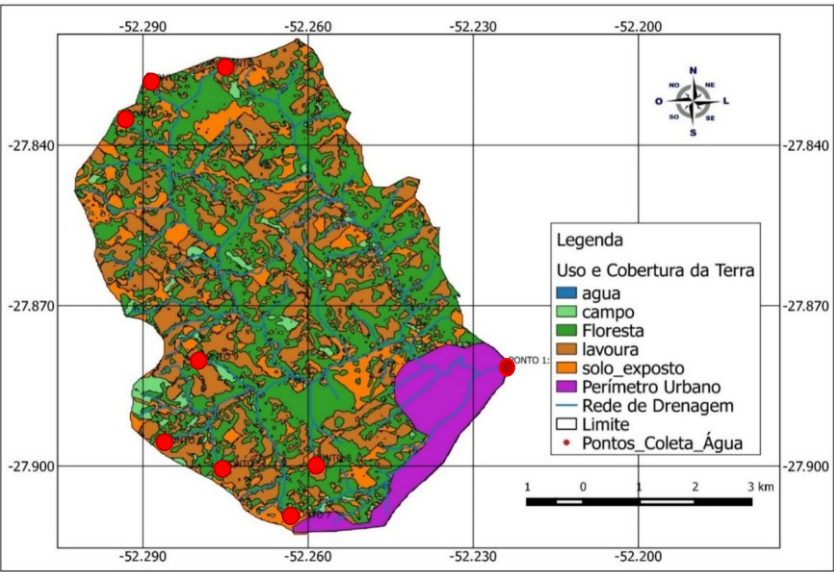 -52.290 -52.260 -52.230 -52.200
N
NO NE
O L
SO SE
S
-27.840 -27.840
Legenda
Uso e Cobertura da Terra
agua
campo
Floresta
lavoura
solo_exposto
Perímetro Urbano
Rede de Drenagem
Limite
Pontos_Coleta_Água
-27.870 -27.870
PONTO 1:
-27.900 -27.900
1 0 1 2 3 km
-52.290 -52.260 -52.230 -52.200